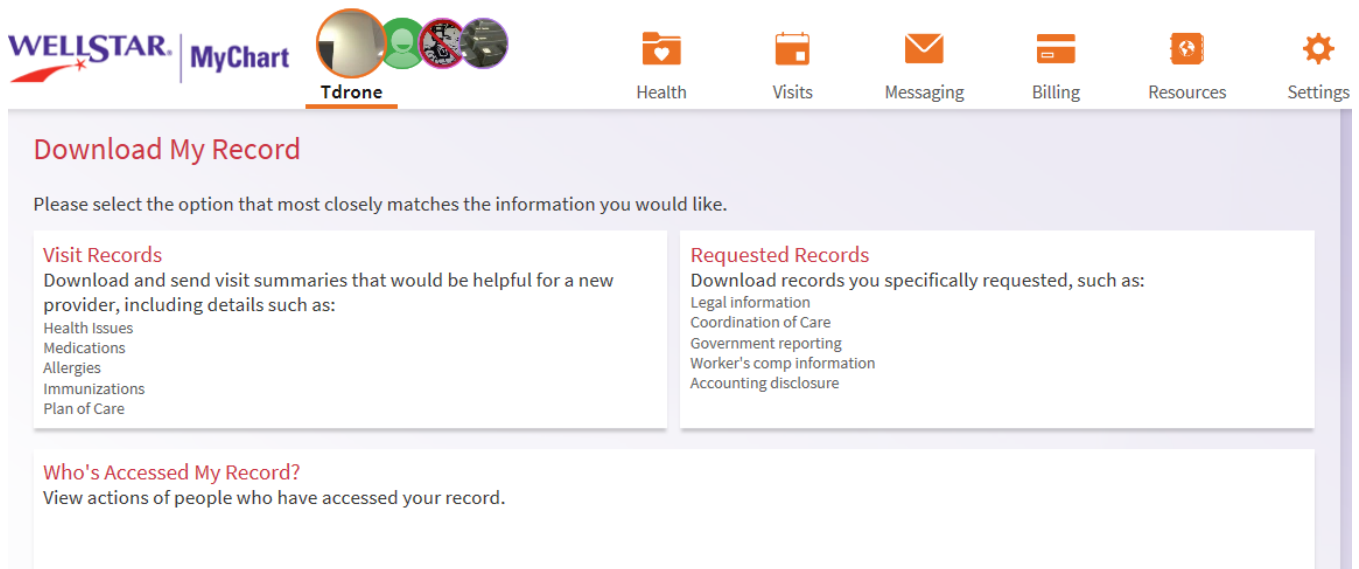 WELLSTAR.
MyChart
Tdrone
Health
Visits
Messaging
Billing
Resources
Settings
Download My Record
Please select the option that most closely matches the information you would like.
Visit Records
Download and send visit summaries that would be helpful for a new
provider, including details such as:
Health Issues
Medications
Allergies
Immunizations
Plan of Care
Requested Records
Download records you specifically requested, such as:
Legal information
Coordination of Care
Government reporting
Worker's comp information
Accounting disclosure
Who's Accessed My Record?
View actions of people who have accessed your record.